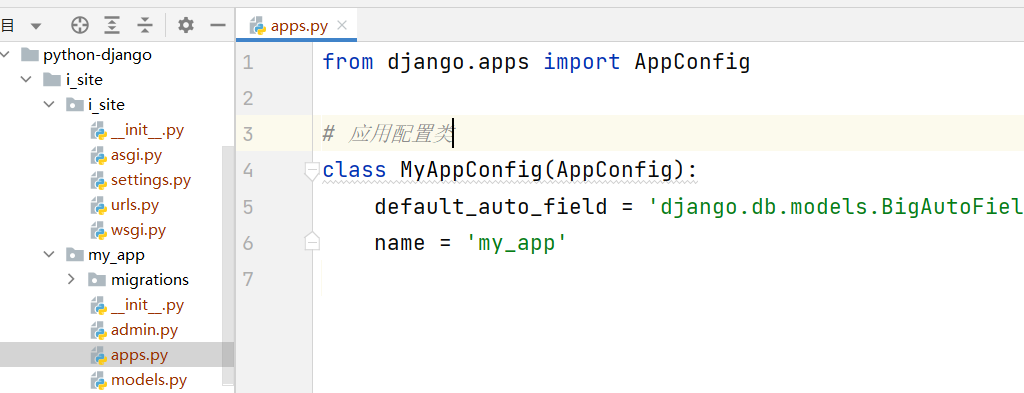 目
python-django
i_site
i_site
__init__.py
asgi.py
settings.py
urls.py
wsgi.py
my_app
migrations
__init__.py
admin.py
apps.py
models.py
apps.py
1 from django.apps import AppConfig
2
3 # 应用配置类
4 class MyAppConfig(AppConfig):
5 default_auto_field = 'django.db.models.BigAutoFiel
6 name = 'my_app'
7